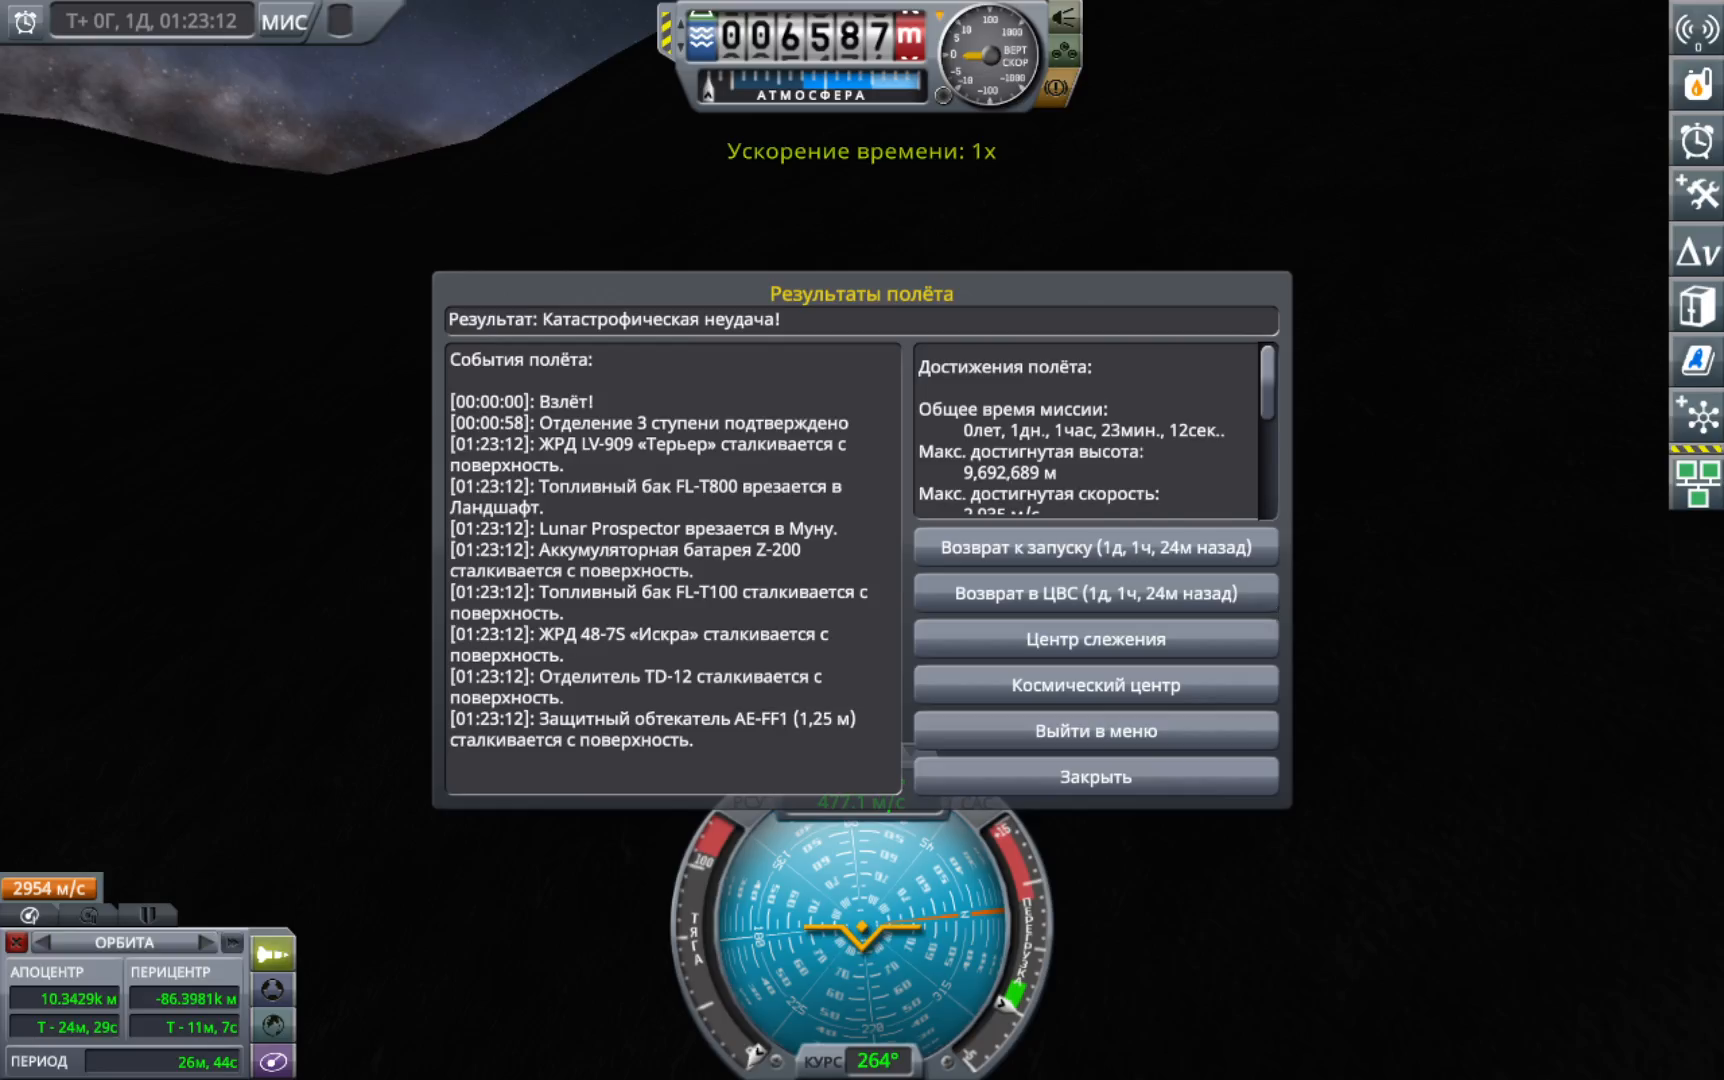 T+ 0Г, 1Д, 01:23:12
МИС
006587 m
АТМОСФЕРА
ВЕРТ
СКОР
Ускорение времени: 1x
Результаты полёта
Результат: Катастрофическая неудача!
События полёта:
[00:00:00]: Взлёт!
[00:00:58]: Отделение 3 ступени подтверждено
[01:23:12]: ЖРД LV-909 «Терьер» сталкивается с
поверхность.
[01:23:12]: Топливный бак FL-T800 врезается в
Ландшафт.
[01:23:12]: Lunar Prospector врезается в Муну.
[01:23:12]: Аккумуляторная батарея Z-200
сталкивается с поверхность.
[01:23:12]: Топливный бак FL-T100 сталкивается с
поверхность.
[01:23:12]: ЖРД 48-7S «Искра» сталкивается с
поверхность.
[01:23:12]: Отделитель TD-12 сталкивается с
поверхность.
[01:23:12]: Защитный обтекатель AE-FF1 (1,25 м)
сталкивается с поверхность.
Достижения полёта:
Общее время миссии:
0лет, 1дн., 1час, 23мин., 12сек..
Макс. достигнутая высота:
9,692,689 м
Макс. достигнутая скорость:
Возврат к запуску (1д, 1ч, 24м назад)
Возврат в ЦВС (1д, 1ч, 24м назад)
Центр слежения
Космический центр
Выйти в меню
Закрыть
Δv
РСУ
477.1 м/с
САС
ТЯГА
ПЕРЕГРУЗКА
КУРС 264°
2954 м/с
ОРБИТА
АПОЦЕНТР
ПЕРИЦЕНТР
10.3429k м
-86.3981k м
T - 24м, 29с
T - 11м, 7с
ПЕРИОД
26м, 44с